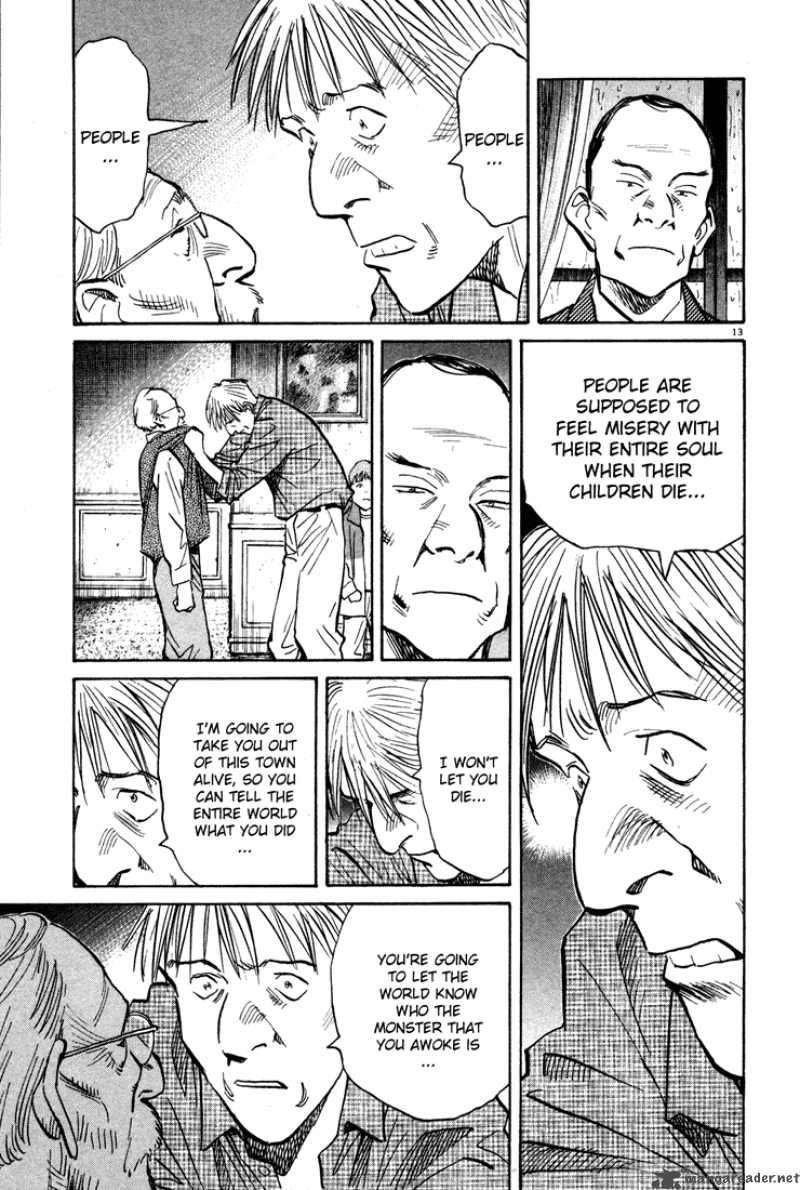 PEOPLE
...
PEOPLE
...
13
PEOPLE ARE
SUPPOSED TO
FEEL MISERY WITH
THEIR ENTIRE SOUL
WHEN THEIR
CHILDREN DIE...
I WON'T
LET YOU
DIE...
I'M GOING TO
TAKE YOU OUT
OF THIS TOWN
ALIVE, SO YOU
CAN TELL THE
ENTIRE WORLD
WHAT YOU DID
...
YOU'RE GOING
TO LET THE
WORLD KNOW
WHO THE
MONSTER THAT
YOU AWOKE IS
...
mangareader.net